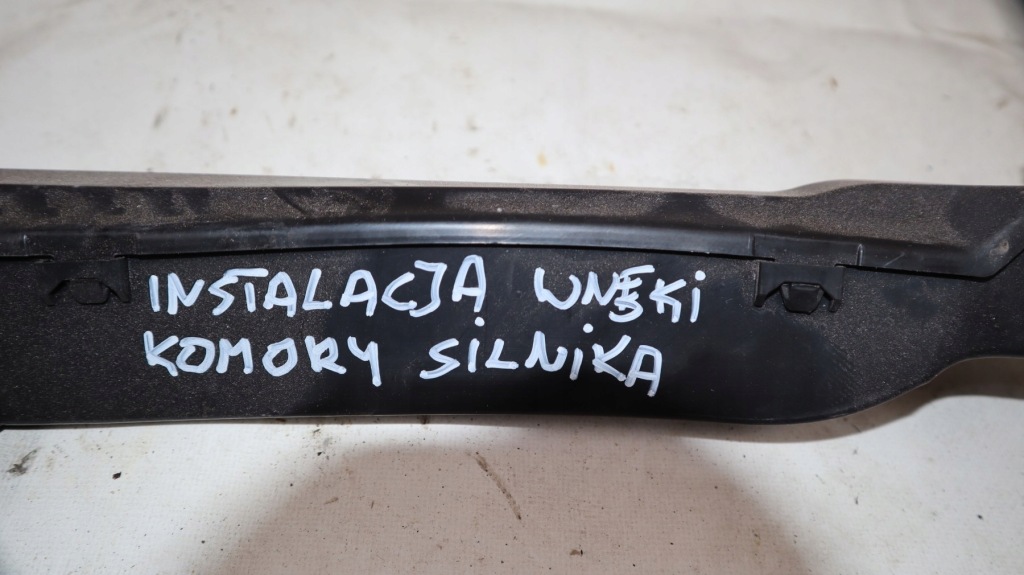 INSTALACJA WNĘKI
KOMORY SILNIKA